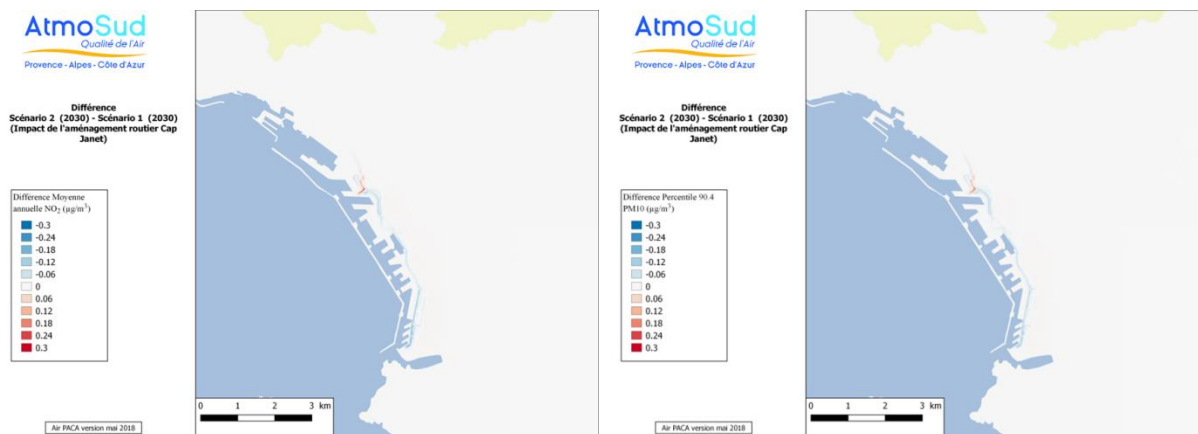 AtmoSud
Qualité de l'Air
Provence - Alpes - Côte d'Azur
Différence
Scénario 2 (2030) - Scénario 1 (2030)
(Impact de l'aménagement routier Cap
Janet)
Différence Moyenne
annuelle NO₂ (µg/m³)
-0.3
-0.24
-0.18
-0.12
-0.06
0
0.06
0.12
0.18
0.24
0.3
0 1 2 3 km
Air PACA version mai 2018
AtmoSud
Qualité de l'Air
Provence - Alpes - Côte d'Azur
Différence
Scénario 2 (2030) - Scénario 1 (2030)
(Impact de l'aménagement routier Cap
Janet)
Différence Percentile 90.4
PM10 (µg/m³)
-0.3
-0.24
-0.18
-0.12
-0.06
0
0.06
0.12
0.18
0.24
0.3
0 1 2 3 km
Air PACA version mai 2018